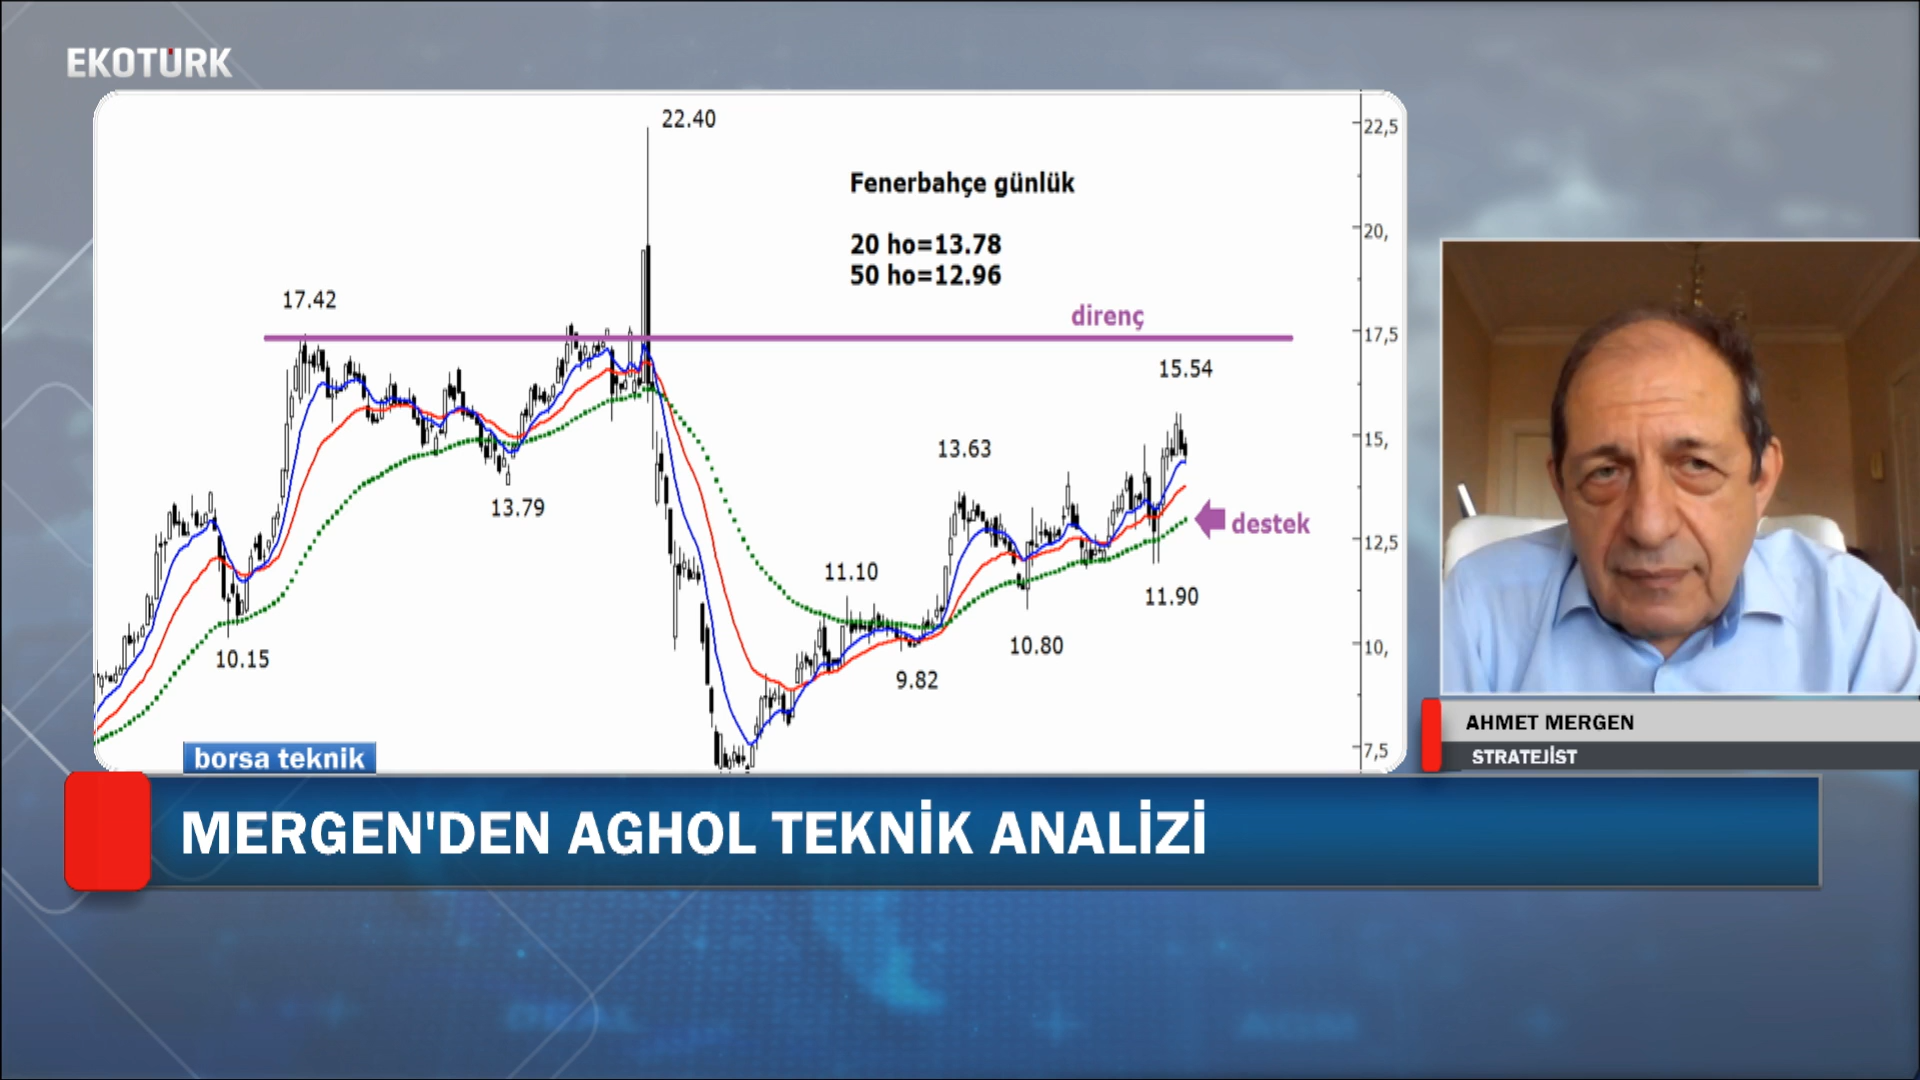 EKOTÜRK
22.40
22,5
Fenerbahçe günlük
20,
20 ho=13.78
50 ho=12.96
17.42
direnç
17,5
15.54
15,
13.63
13.79
destek
12,5
11.10
11.90
10.15
10.80
10,
9.82
7,5
borsa teknik
AHMET MERGEN
STRATEJİST
MERGEN'DEN AGHOL TEKNİK ANALİZİ